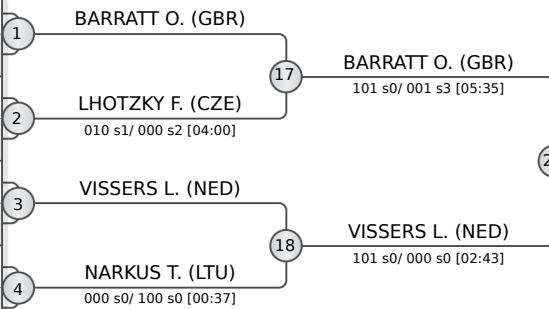 1
BARRATT O. (GBR)
17
BARRATT O. (GBR)
101 s0/ 001 s3 [05:35]
2
LHOTZKY F. (CZE)
010 s1/ 000 s2 [04:00]
3
VISSERS L. (NED)
18
VISSERS L. (NED)
101 s0/ 000 s0 [02:43]
4
NARKUS T. (LTU)
000 s0/ 100 s0 [00:37]